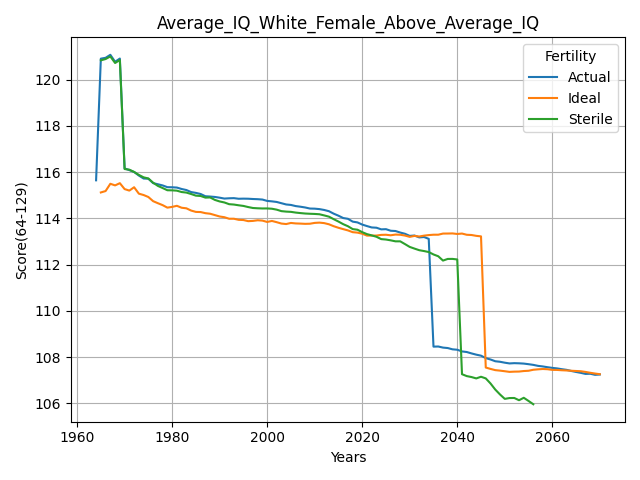 Average_IQ_White_Female_Above_Average_IQ
Fertility
Actual
Ideal
Sterile
Score(64-129)
120
118
116
114
112
110
108
106
1960
1980
2000
2020
2040
2060
Years